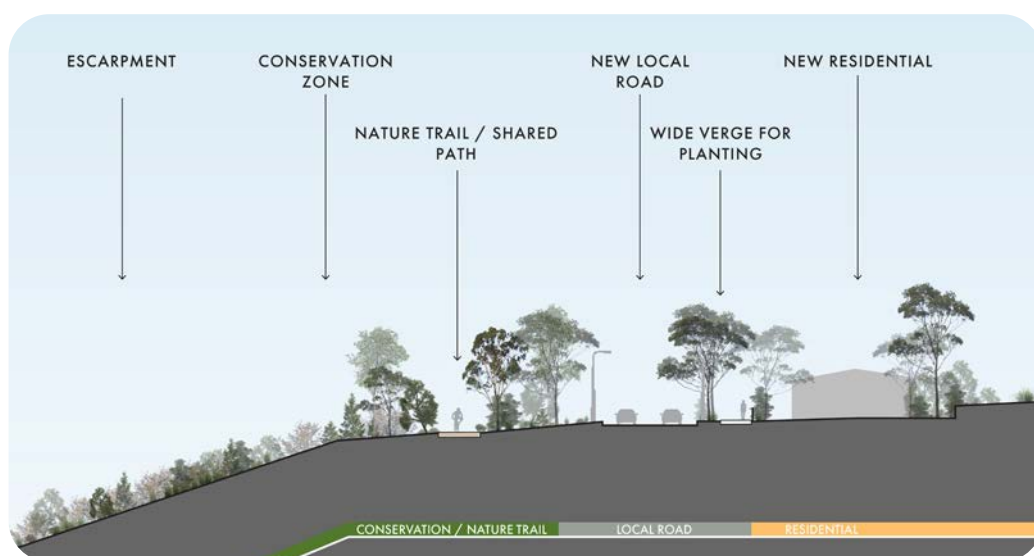 ESCARPMENT
CONSERVATION
ZONE
NEW LOCAL
ROAD
NEW RESIDENTIAL
NATURE TRAIL / SHARED
PATH
WIDE VERGE FOR
PLANTING
CONSERVATION / NATURE TRAIL
LOCAL ROAD
RESIDENTIAL